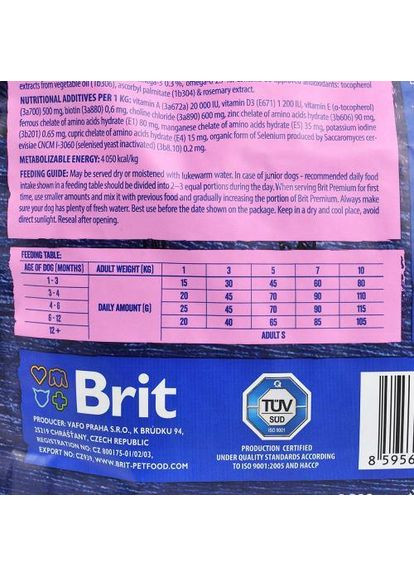 extracts from vegetable oil (1b306), ascorbyl palmitate (1b304) & rosemary extract.
NUTRITIONAL ADDITIVES PER 1 KG: vitamin A (3a672a) 20 000 IU, vitamin D3 (E671) 1 200 IU, vitamin E (α-tocopherol)
(3a700) 500 mg, biotin (3a880) 0,6 mg, choline chloride (3a890) 600 mg, zinc chelate of amino acids hydrate (3b606) 90 mg,
ferrous chelate of amino acids hydrate (E1) 80 mg, manganese chelate of amino acids hydrate (E5) 35 mg, potassium iodine
(3b201) 0.65 mg, cupric chelate of amino acids hydrate (E4) 15 mg, organic form of Selenium produced by Saccaromyces cer-
evisiae CNCM I-3060 (selenised yeast inactivated) (3b8.10) 0.2 mg.
METABOLIZABLE ENERGY: 4 050 kcal/kg
FEEDING GUIDE: May be served dry or moistened with lukewarm water. In case of junior dogs – recommended daily food
intake shown in a feeding table should be divided into 2–3 equal portions during the day. When serving Brit Premium for first
time, use smaller amounts and mix it with previous food and gradually increasing the portion of Brit Premium. Always make
sure your dog has plenty of fresh waterr. Best use before the date shown on the package. Keep in a dry and cool place, avoid
direct sunlight. Reseal after opening.
FEEDING TABLE:
AGE OF DOG (MONTHS) ADULT WEIGHT (KG) 1 3 5 7 10
1 - 3 15 30 45 60 80
3 - 4 20 45 70 90 110
4 - 6 DAILY AMOUNT (G) 25 45 70 90 115
6 - 12 20 40 65 85 105
12 + ADULT S
Brit
PRODUCER: VAFO PRAHA S.R.O., K BRŮDKU 94,
25219 CHRÁŠŤANY, CZECH REPUBLIC
REGISTRATION NO: CZ 800175-01/02/03,
EXPORT NO: CZ939, WWW.BRIT-PETFOOD.COM
Q
TÜV
SÜD
ISO 9001
PRODUCTION CERTIFIED
UNDER QUALITY STANDARDS ACCORDING
TO ISO 9001:2005 AND HACCP
8 5956